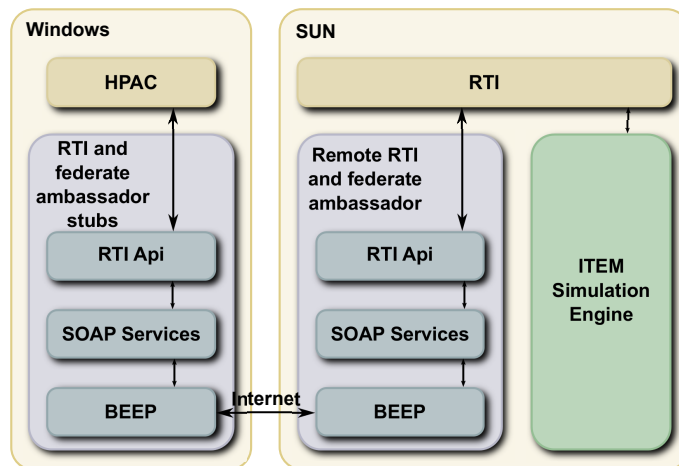 Windows
HPAC
RTI and
federate
ambassador
stubs
RTI Api
SOAP Services
BEEP
Internet
SUN
RTI
Remote RTI
and federate
ambassador
RTI Api
SOAP Services
BEEP
ITEM
Simulation
Engine